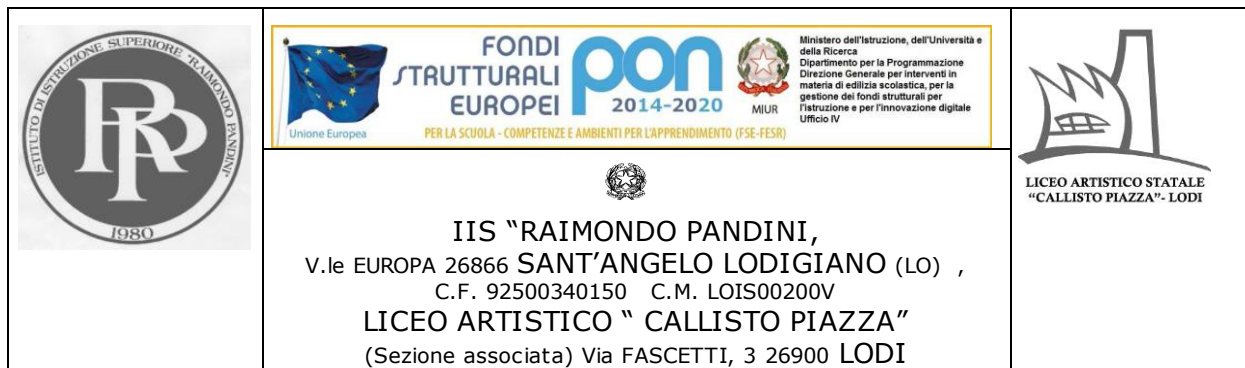 ISTITUTO DI ISTRUZIONE SUPERIORE "RAIMONDO PANDINI"
1980
Unione Europea
FONDI
STRUTTURALI
EUROPEI
pon
2014-2020
MIUR
Ministero dell'Istruzione, dell'Università e
della Ricerca
Dipartimento per la Programmazione
Direzione Generale per interventi in
materia di edilizia scolastica, per la
gestione dei fondi strutturali per
l'istruzione e per l'innovazione digitale
Ufficio IV
PER LA SCUOLA - COMPETENZE E AMBIENTI PER L'APPRENDIMENTO (FSE-FESR)
LICEO ARTISTICO STATALE
"CALLISTO PIAZZA"- LODI
IIS "RAIMONDO PANDINI,
V.le EUROPA 26866 SANT'ANGELO LODIGIANO (LO) ,
C.F. 92500340150 C.M. LOIS00200V
LICEO ARTISTICO " CALLISTO PIAZZA"
(Sezione associata) Via FASCETTI, 3 26900 LODI